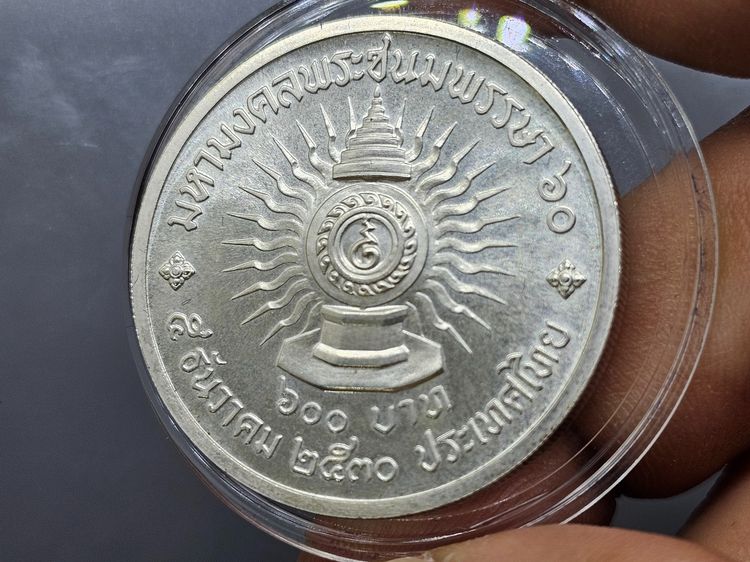 มหามงคลพระชนมพรรษา ๖๐
๖๐๐ บาท
๕ ธันวาคม ๒๕๓๐ ประเทศไทย